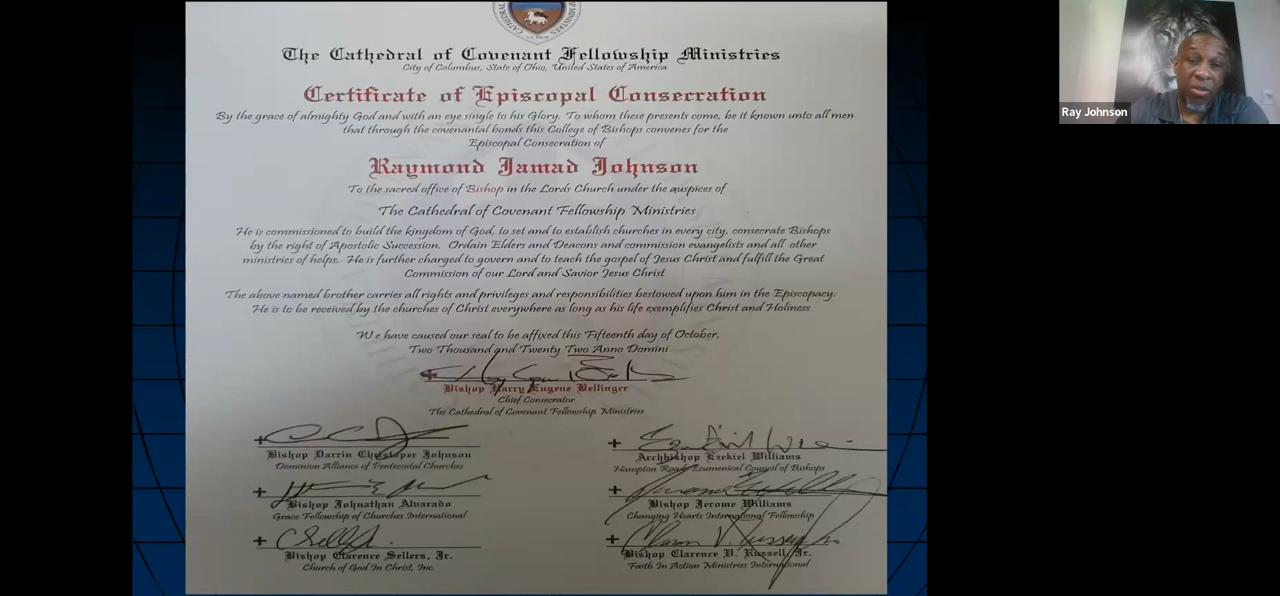 CATHEDRAL MINISTRIES
The Cathedral of Covenant Fellowship Ministries
City of Columbus, State of Ohio, United States of America
Certificate of Episcopal Consecration
By the grace of almighty God and with an eye single to his Glory. To whom these presents come, be it known unto all men
that through the covenantal bonds this College of Bishops convenes for the
Episcopal Consecration of
Raymond Jamad Johnson
To the sacred office of Bishop in the Lords Church under the auspices of
The Cathedral of Covenant Fellowship Ministries
He is commissioned to build the kingdom of God, to set and to establish churches in every city, consecrate Bishops
by the right of Apostolic Succession. Ordain Elders and Deacons and commission evangelists and all other
ministries of helps. He is further charged to govern and to teach the gospel of Jesus Christ and fulfill the Great
Commission of our Lord and Savior Jesus Christ
The above named brother carries all rights and privileges and responsibilities bestowed upon him in the Episcopacy:
He is to be received by the churches of Christ everywhere as long as his life exemplifies Christ and Holiness
We have caused our seal to be affixed this Fifteenth day of October,
Two Thousand and Twenty Two Anno Domini
Bishop Harry Eugene Bellinger
Chief Consecrator
The Cathedral of Covenant Fellowship Ministries
Bishop Darrin Christoper Johnson
Dominion Alliance of Pentecostal Churches
Archbishop Ezekiel Williams
Hampton Roads Ecumenical Council of Bishops
Bishop Johnathan Alvarado
Grace Fellowship of Churches International
Bishop Jerome Williams
Changing Hearts International Fellowship
Bishop Clarence Sellers, Jr.
Church of God In Christ, Inc.
Bishop Clarence V. Russell, Jr.
Faith In Action Ministries International
Ray Johnson